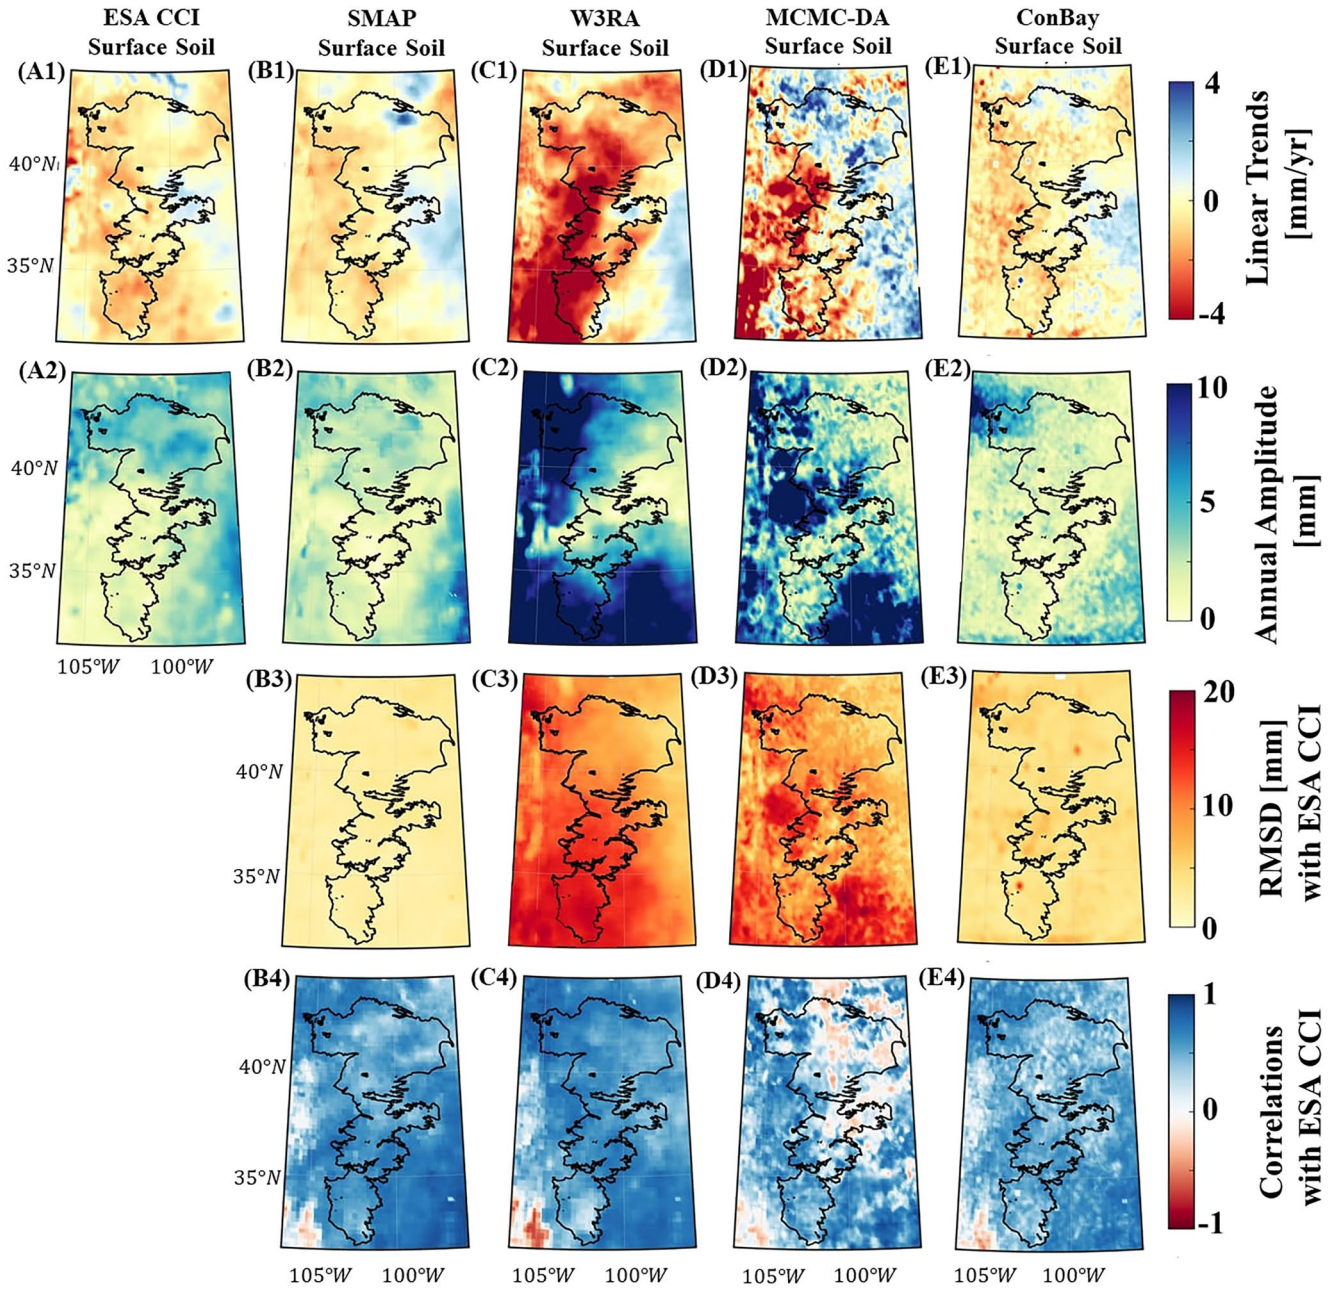 ESA CCI
Surface Soil
SMAP
Surface Soil
W3RA
Surface Soil
MCMC-DA
Surface Soil
ConBay
Surface Soil
(A1)
(B1)
(C1)
(D1)
(E1)
40°N
35°N
4
0
-4
Linear Trends
[mm/yr]
(A2)
(B2)
(C2)
(D2)
(E2)
40°N
35°N
105°W
100°W
10
5
0
Annual Amplitude
[mm]
(B3)
(C3)
(D3)
(E3)
40°N
35°N
20
10
0
RMSD [mm]
with ESA CCI
(B4)
(C4)
(D4)
(E4)
40°N
35°N
105°W
100°W
105°W
100°W
105°W
100°W
105°W
100°W
1
0
-1
Correlations
with ESA CCI